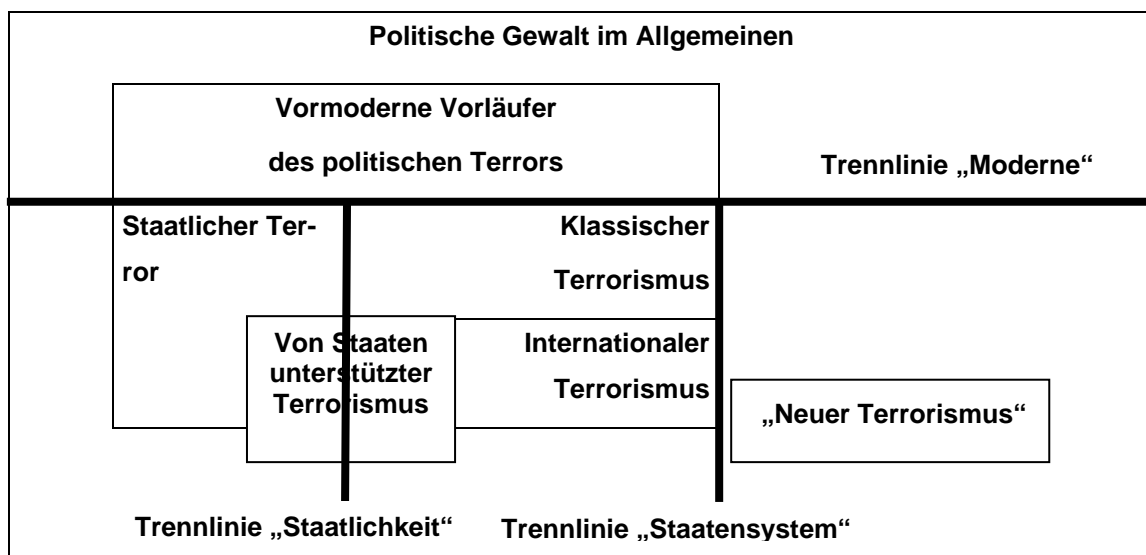 Politische Gewalt im Allgemeinen
Vormoderne Vorläufer
des politischen Terrors
Trennlinie „Moderne“
Staatlicher Ter-
ror
Klassischer
Terrorismus
Von Staaten
unterstützter
Terrorismus
Internationaler
Terrorismus
„Neuer Terrorismus“
Trennlinie „Staatlichkeit“
Trennlinie „Staatensystem“